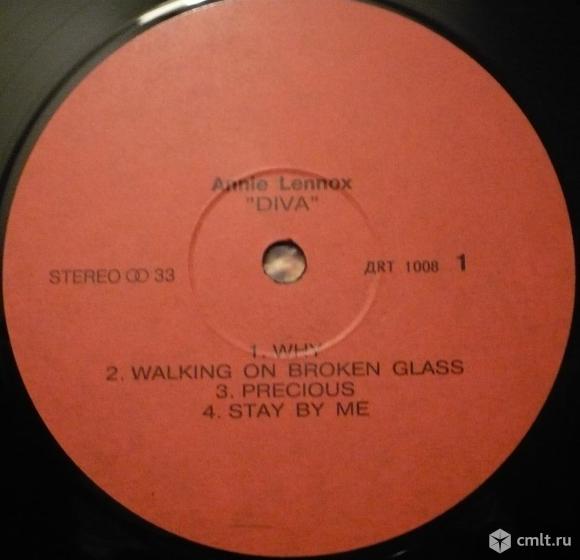 Annie Lennox
"DIVA"
STEREO ꝏ 33
ДRT 1008 1
1. WHY
2. WALKING ON BROKEN GLASS
3. PRECIOUS
4. STAY BY ME
cmlt.ru